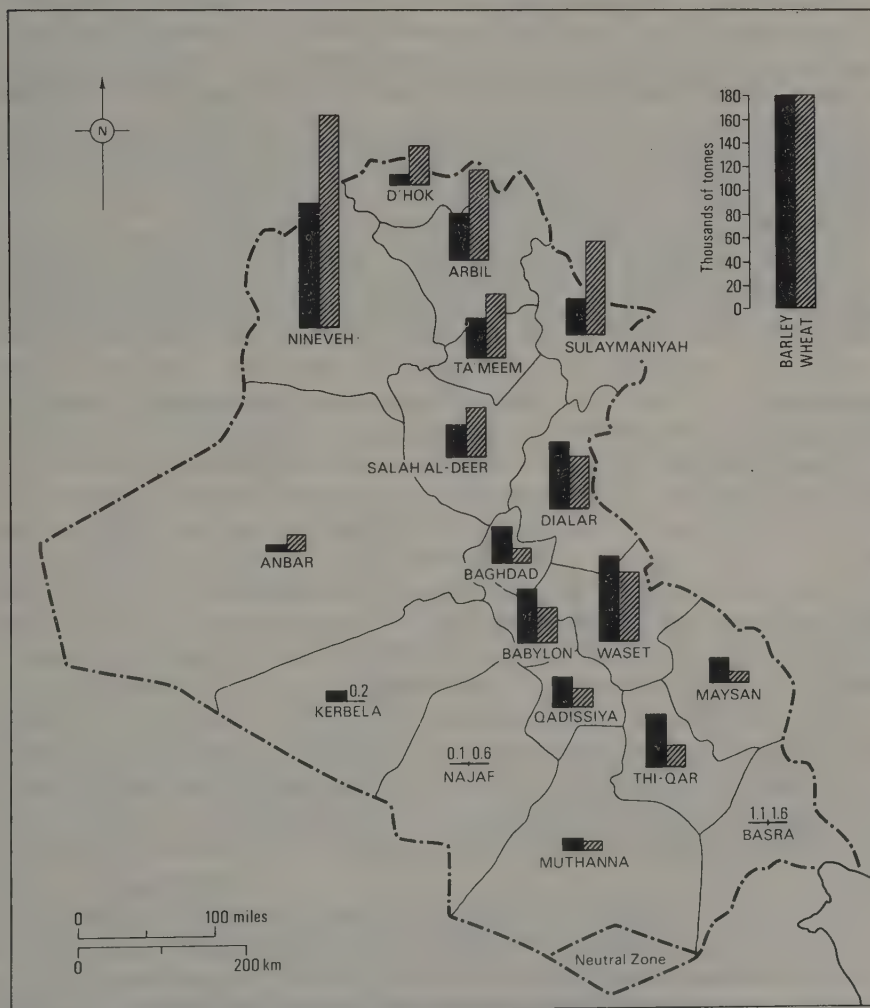 N
180
160
140
120
100
80
60
40
20
0
Thousands of tonnes
BARLEY
WHEAT
D'HOK
ARBIL
NINEVEH
TA'MEEM
SULAYMANIYAH
SALAH AL-DEER
DIALAR
ANBAR
BAGHDAD
BABYLON
WASET
MAYSAN
0.2
KERBELA
QADISSIYA
0.1 0.6
NAJAF
THI-QAR
1.1 1.6
BASRA
MUTHANNA
0 100 miles
0 200 km
Neutral Zone